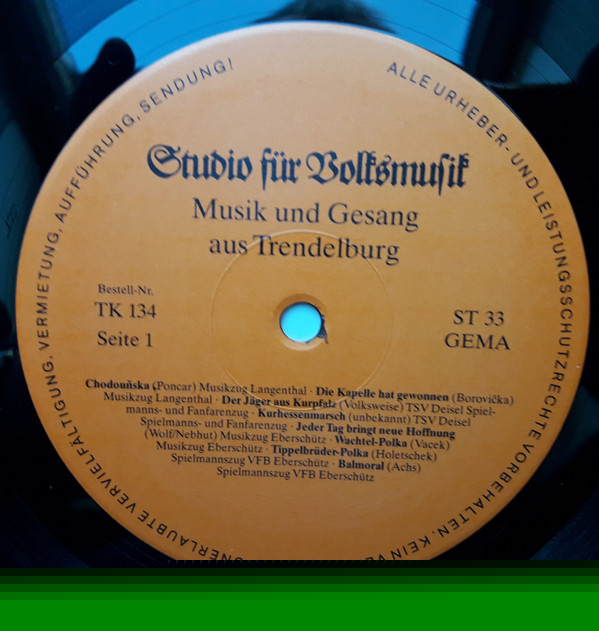 ALLE URHEBER- UND LEISTUNGSSCHUTZRECHTE VORBEHALTEN. KEIN
ONERLAUBTE VERVIELFÄLTIGUNG, VERMIETUNG, AUFFÜHRUNG, SENDUNG!
Studio für Volksmusik
Musik und Gesang
aus Trendelburg
Bestell-Nr.
TK 134
Seite 1
ST 33
GEMA
Chodouňska (Poncar) Musikzug Langenthal · Die Kapelle hat gewonnen (Borovička)
Musikzug Langenthal · Der Jäger aus Kurpfalz (Volksweise) TSV Deisel Spiel-
manns- und Fanfarenzug · Kurhessenmarsch (unbekannt) TSV Deisel
Spielmanns- und Fanfarenzug · Jeder Tag bringt neue Hoffnung
(Wolf/Nebhut) Musikzug Eberschütz · Wachtel-Polka (Vacek)
Musikzug Eberschütz · Tippelbrüder-Polka (Holetschek)
Spielmannszug VFB Eberschütz · Balmoral (Achs)
Spielmannszug VFB Eberschütz